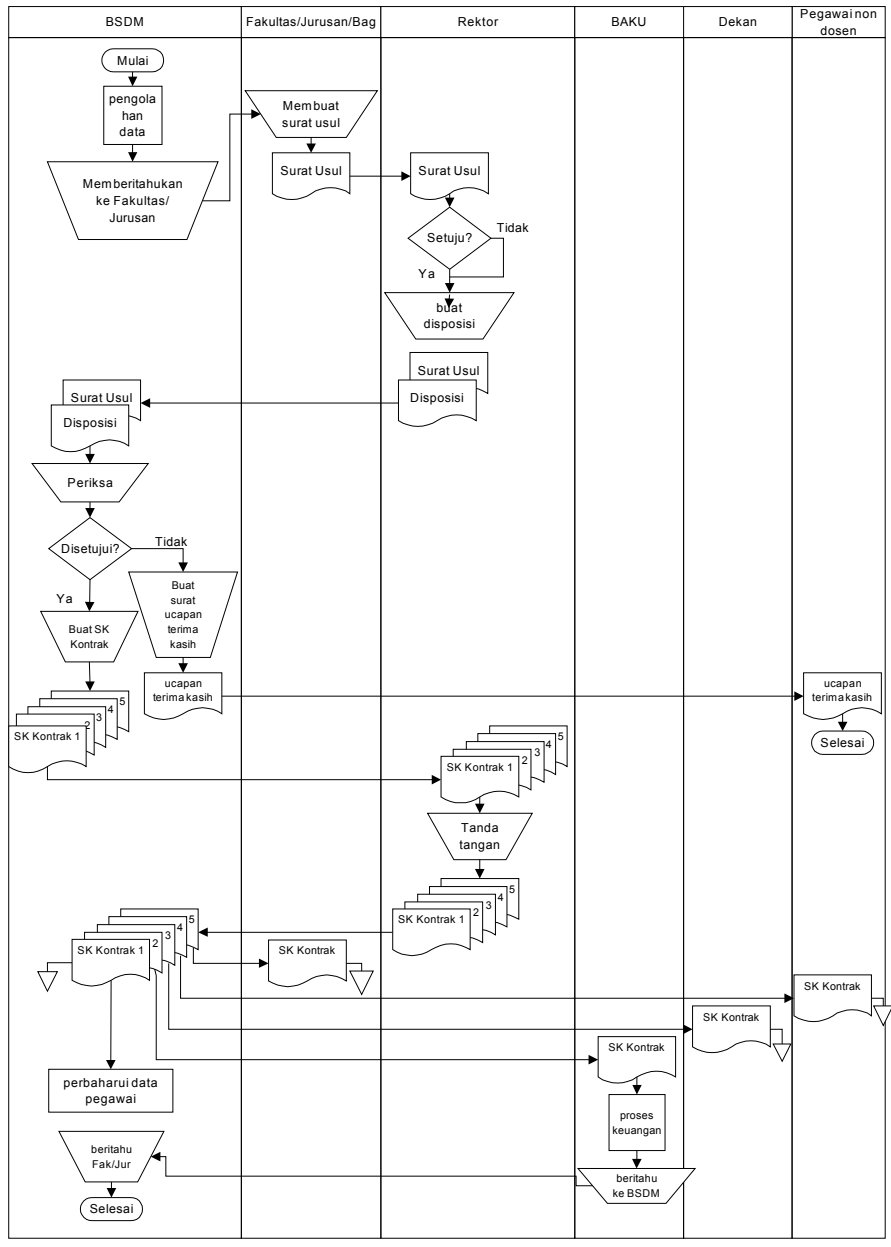 BSDM
Fakultas/Jurusan/Bag
Rektor
BAKU
Dekan
Pegawai non
dosen
Mulai
pengola
han
data
Memberitahukan
ke Fakultas/
Jurusan
Membuat
surat usul
Surat Usul
Surat Usul
Setuju?
Tidak
Ya
buat
disposisi
Surat Usul
Disposisi
Surat Usul
Disposisi
Periksa
Disetujui?
Tidak
Ya
Buat SK
Kontrak
Buat
surat
ucapan
terima
kasih
ucapan
terima kasih
ucapan
terima kasih
Selesai
5
4
3
2
SK Kontrak 1
5
4
3
2
SK Kontrak 1
Tanda
tangan
5
4
3
2
SK Kontrak 1
5
4
3
2
SK Kontrak 1
SK Kontrak
SK Kontrak
SK Kontrak
SK Kontrak
perbaharui data
pegawai
proses
keuangan
beritahu
ke BSDM
beritahu
Fak/Jur
Selesai